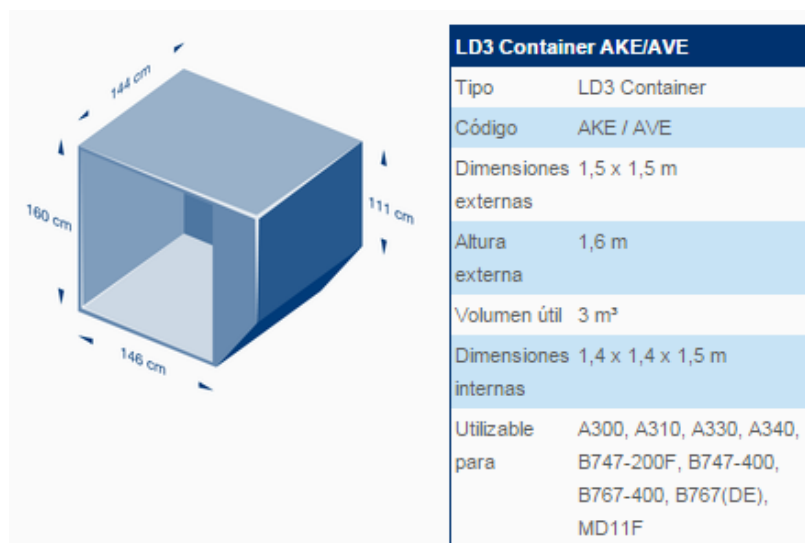 144 cm
160 cm
111 cm
146 cm
LD3 Container AKE/AVE
Tipo LD3 Container
Código AKE / AVE
Dimensiones 1,5 x 1,5 m
externas
Altura 1,6 m
externa
Volumen útil 3 m³
Dimensiones 1,4 x 1,4 x 1,5 m
internas
Utilizable A300, A310, A330, A340,
para B747-200F, B747-400,
B767-400, B767(DE),
MD11F